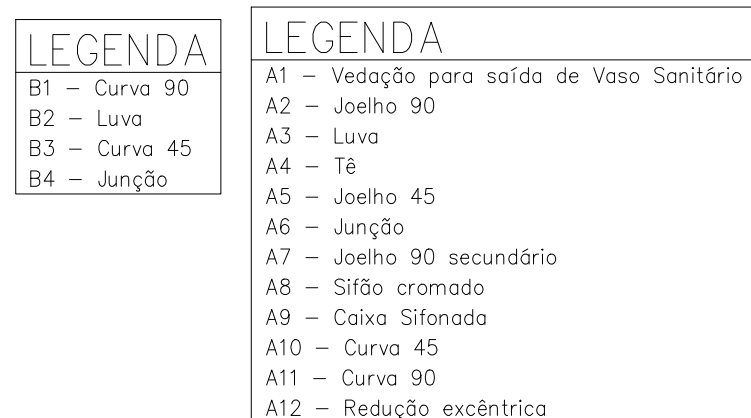 LEGENDA
B1 – Curva 90
B2 – Luva
B3 – Curva 45
B4 – Junção
LEGENDA
A1 – Vedação para saída de Vaso Sanitário
A2 – Joelho 90
A3 – Luva
A4 – Tê
A5 – Joelho 45
A6 – Junção
A7 – Joelho 90 secundário
A8 – Sifão cromado
A9 – Caixa Sifonada
A10 – Curva 45
A11 – Curva 90
A12 – Redução excêntrica